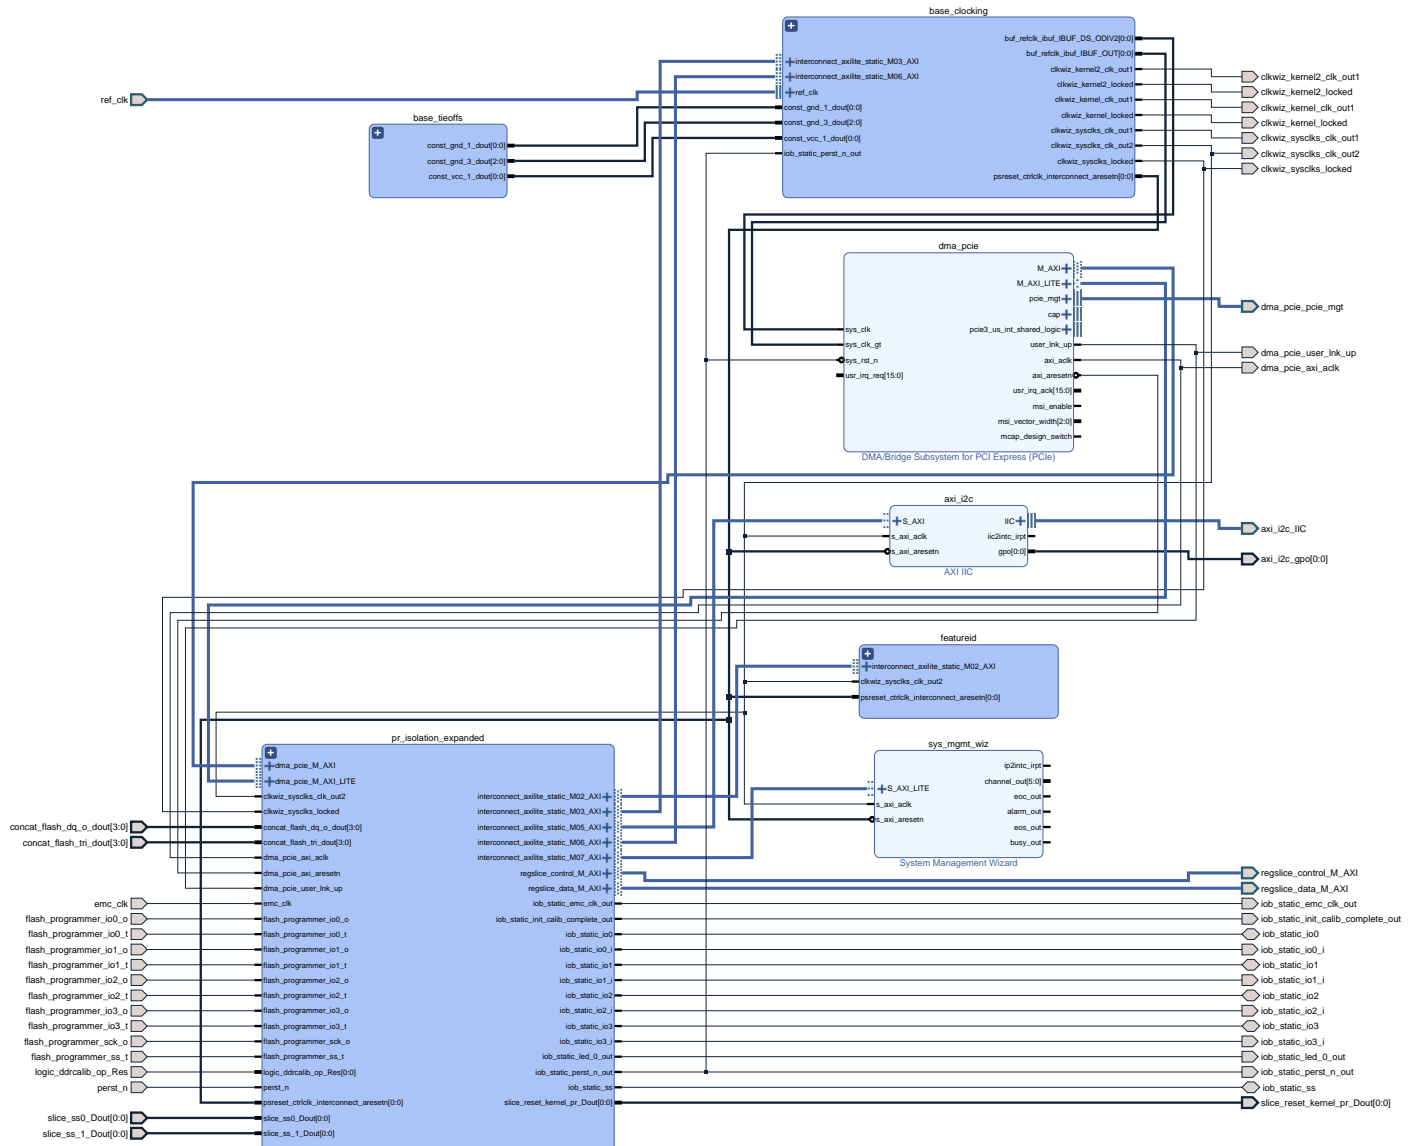 base_clocking
buf_refclk_ibuf_IBUF_DS_ODIV2[0:0]
buf_refclk_ibuf_IBUF_OUT[0:0]
interconnect_axilite_static_M03_AXI
clkwiz_kernel2_clk_out1
interconnect_axilite_static_M06_AXI
clkwiz_kernel2_locked
ref_clk
clkwiz_kernel_clk_out1
const_gnd_1_dout[0:0]
clkwiz_kernel_locked
const_gnd_3_dout[2:0]
clkwiz_sysclks_clk_out1
const_vcc_1_dout[0:0]
clkwiz_sysclks_clk_out2
iob_static_perst_n_out
clkwiz_sysclks_locked
psreset_ctrlclk_interconnect_aresetn[0:0]
clkwiz_kernel2_clk_out1
clkwiz_kernel2_locked
clkwiz_kernel_clk_out1
clkwiz_kernel_locked
clkwiz_sysclks_clk_out1
clkwiz_sysclks_clk_out2
clkwiz_sysclks_locked
ref_clk
base_tieoffs
const_gnd_1_dout[0:0]
const_gnd_3_dout[2:0]
const_vcc_1_dout[0:0]
dma_pcie
M_AXI
M_AXI_LITE
pcie_mgt
cap
pcie3_us_int_shared_logic
sys_clk
user_lnk_up
sys_clk_gt
axi_aclk
sys_rst_n
axi_aresetn
usr_irq_req[15:0]
usr_irq_ack[15:0]
msi_enable
msi_vector_width[2:0]
mcap_design_switch
DMA/Bridge Subsystem for PCI Express (PCIe)
dma_pcie_pcie_mgt
dma_pcie_user_lnk_up
dma_pcie_axi_aclk
axi_i2c
S_AXI
IIC
s_axi_aclk
iic2intc_irpt
s_axi_aresetn
gpo[0:0]
AXI IIC
axi_i2c_IIC
axi_i2c_gpo[0:0]
featureid
interconnect_axilite_static_M02_AXI
clkwiz_sysclks_clk_out2
psreset_ctrlclk_interconnect_aresetn[0:0]
sys_mgmt_wiz
ip2intc_irpt
channel_out[5:0]
S_AXI_LITE
eoc_out
s_axi_aclk
alarm_out
s_axi_aresetn
eos_out
busy_out
System Management Wizard
pr_isolation_expanded
dma_pcie_M_AXI
dma_pcie_M_AXI_LITE
clkwiz_sysclks_clk_out2
interconnect_axilite_static_M02_AXI
clkwiz_sysclks_locked
interconnect_axilite_static_M03_AXI
concat_flash_dq_o_dout[3:0]
interconnect_axilite_static_M05_AXI
concat_flash_tri_dout[3:0]
interconnect_axilite_static_M06_AXI
dma_pcie_axi_aclk
interconnect_axilite_static_M07_AXI
dma_pcie_axi_aresetn
regslice_control_M_AXI
dma_pcie_user_lnk_up
regslice_data_M_AXI
emc_clk
iob_static_emc_clk_out
flash_programmer_io0_o
iob_static_init_calib_complete_out
flash_programmer_io0_t
iob_static_io0
flash_programmer_io1_o
iob_static_io0_i
flash_programmer_io1_t
iob_static_io1
flash_programmer_io2_o
iob_static_io1_i
flash_programmer_io2_t
iob_static_io2
flash_programmer_io3_o
iob_static_io2_i
flash_programmer_io3_t
iob_static_io3
flash_programmer_sck_o
iob_static_io3_i
flash_programmer_ss_t
iob_static_led_0_out
logic_ddrcalib_op_Res[0:0]
iob_static_perst_n_out
perst_n
iob_static_ss
psreset_ctrlclk_interconnect_aresetn[0:0]
slice_reset_kernel_pr_Dout[0:0]
slice_ss0_Dout[0:0]
slice_ss_1_Dout[0:0]
concat_flash_dq_o_dout[3:0]
concat_flash_tri_dout[3:0]
emc_clk
flash_programmer_io0_o
flash_programmer_io0_t
flash_programmer_io1_o
flash_programmer_io1_t
flash_programmer_io2_o
flash_programmer_io2_t
flash_programmer_io3_o
flash_programmer_io3_t
flash_programmer_sck_o
flash_programmer_ss_t
logic_ddrcalib_op_Res
perst_n
slice_ss0_Dout[0:0]
slice_ss_1_Dout[0:0]
regslice_control_M_AXI
regslice_data_M_AXI
iob_static_emc_clk_out
iob_static_init_calib_complete_out
iob_static_io0
iob_static_io0_i
iob_static_io1
iob_static_io1_i
iob_static_io2
iob_static_io2_i
iob_static_io3
iob_static_io3_i
iob_static_led_0_out
iob_static_perst_n_out
iob_static_ss
slice_reset_kernel_pr_Dout[0:0]